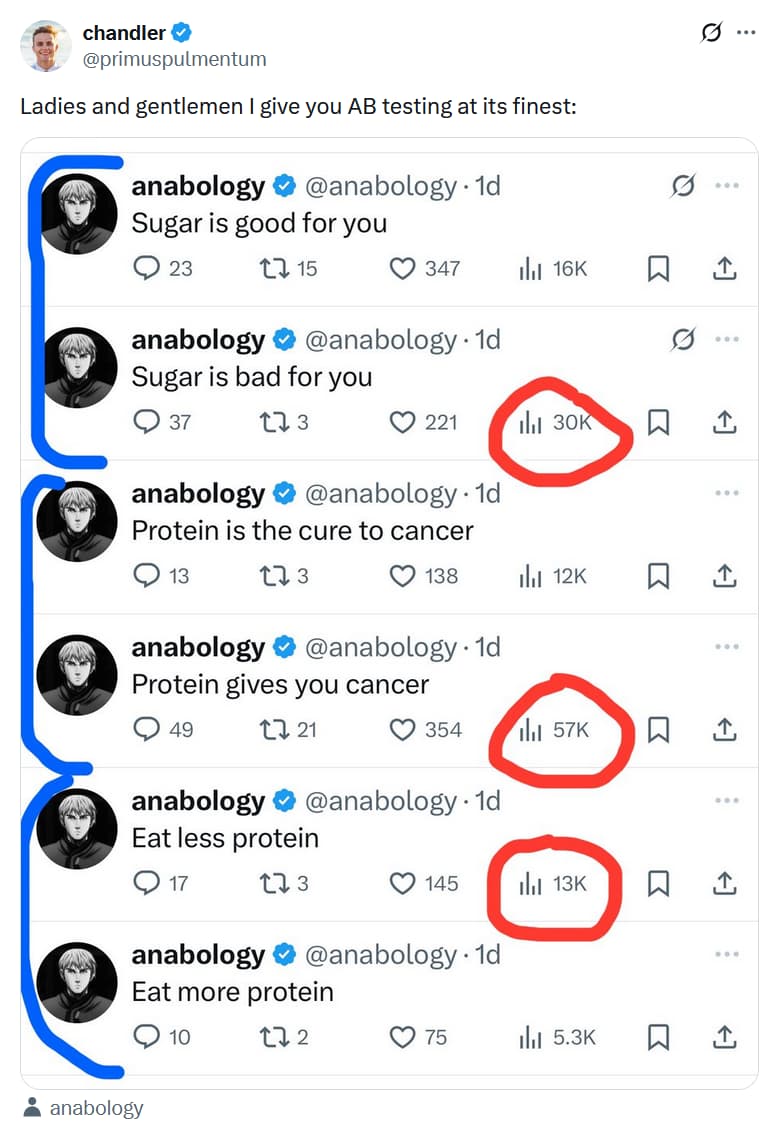 chandler
@primuspulmentum
Ladies and gentlemen I give you AB testing at its finest:
anabology @anabology · 1d
Sugar is good for you
23 15 347 16K
anabology @anabology · 1d
Sugar is bad for you
37 3 221 30K
anabology @anabology · 1d
Protein is the cure to cancer
13 3 138 12K
anabology @anabology · 1d
Protein gives you cancer
49 21 354 57K
anabology @anabology · 1d
Eat less protein
17 3 145 13K
anabology @anabology · 1d
Eat more protein
10 2 75 5.3K
anabology